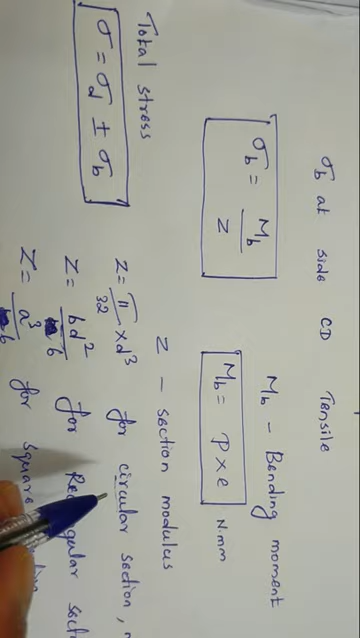 σb at side CD Tensile
σb = Mb / Z
Mb - Bending moment
Mb = P x e N.mm
Z - section modulus
Total stress
σ = σd ± σb
Z = π/32 x d³ for circular section,
Z = bd²/6 for
Z = a³/6 for square